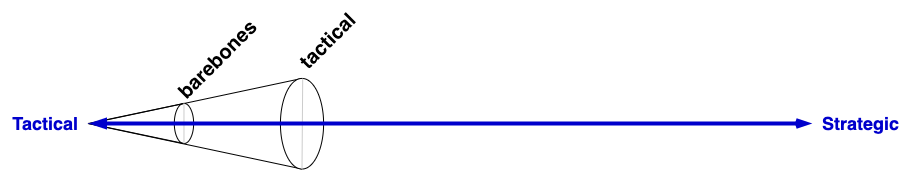 barebones
tactical
Tactical
Strategic